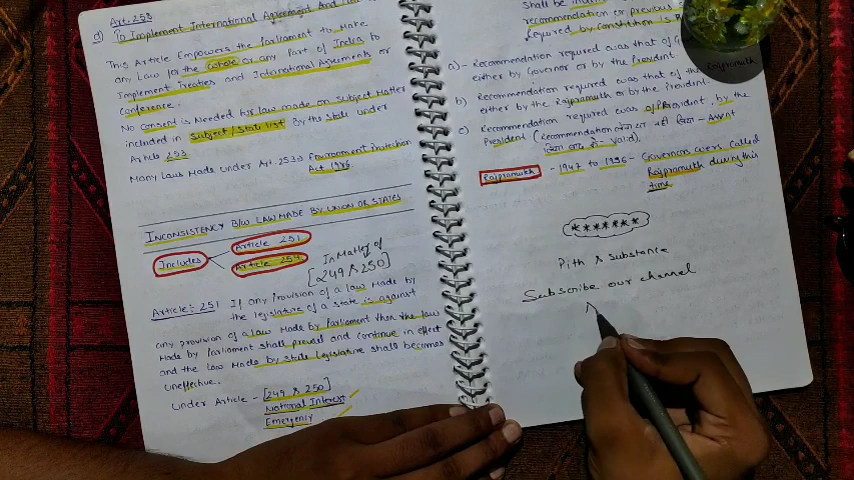 Art. 253
d) To Implement International Agreement And
This Article Empowers the Parliament to Make
any Law for the whole or any Part of India to
Implement Treaties and International Agreements or
Conference.
No consent is Needed for law made on Subject Matter
included in Subject/State list By the State under
Article 253
Many Laws Made Under Art. 253 Environment Protection
Act 1986
INCONSISTENCY B/W LAW MADE BY UNION OR STATES
Includes
Article 251
Article 254
In Matter of
[249 & 250]
Article: 251 If any Provision of a law Made by
the legislature of a State is against
any provision of a law Made by Parliament then the law
Made by Parliament shall prevail and continue in effect
and the law Made by State Legislative shall becomes
uneffective.
Under Article - [249 & 250]
National Interest
Emergency
Shall be
recommendation or previous
required by Constitution is
a) - Recommendation required was that of
either by Governor or by the President.
b) Recommendation required was that of the
either by the Rajpramukh or by the President.
Rajpramukh
c) Recommendation required was of President, by the
President (Recommendation
Valid).
Assent
Rajpramukh - 1947 to 1956 - Governors were called
Rajpramukh during this
time
*******
Pith & Substance
Subscribe our channel